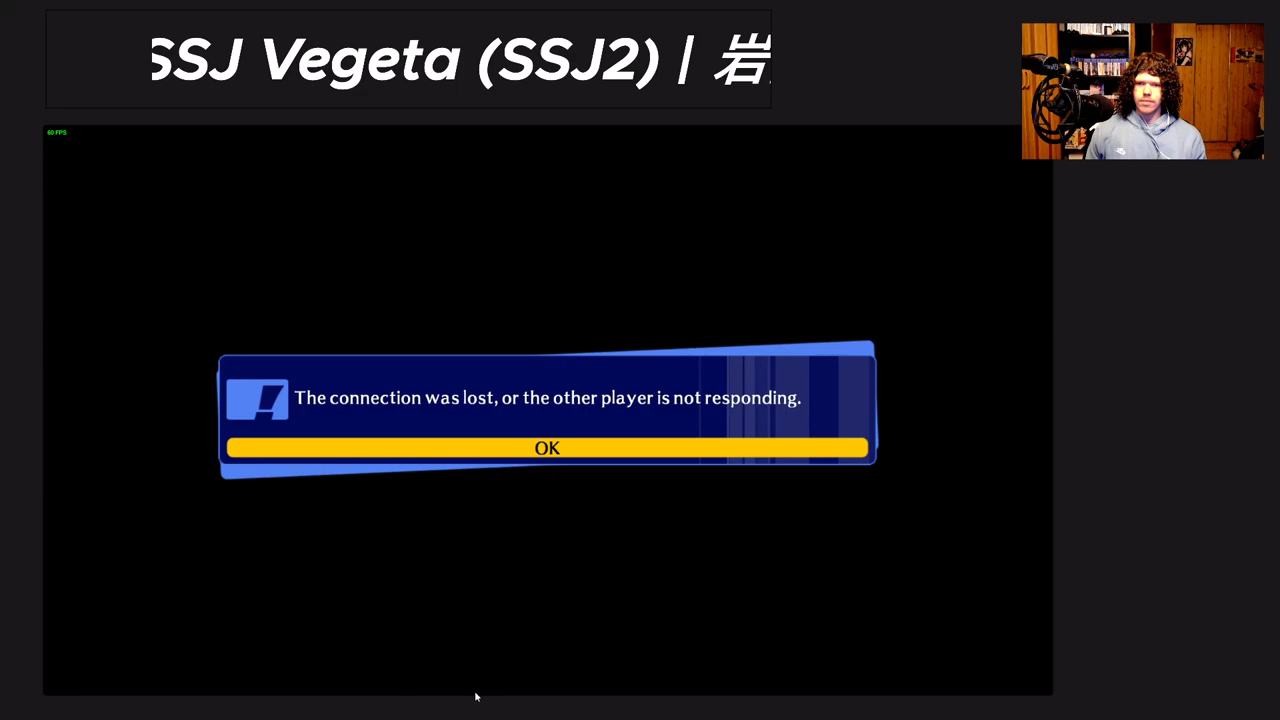 SSJ Vegeta (SSJ2) | 岩
60 FPS
The connection was lost, or the other player is not responding.
OK